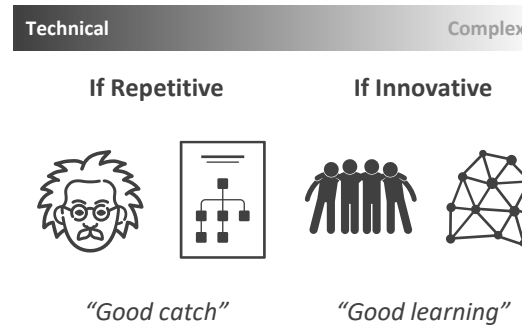 Technical Complex
If Repetitive If Innovative
“Good catch” “Good learning”